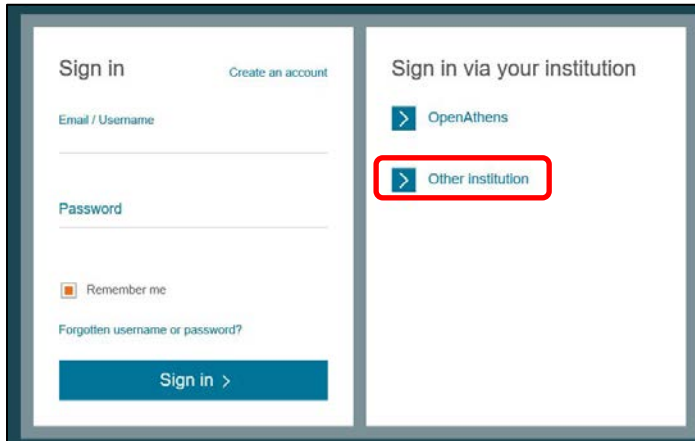 Sign in
Create an account
Email / Username
Password
Remember me
Forgotten username or password?
Sign in
Sign in via your institution
OpenAthens
Other institution